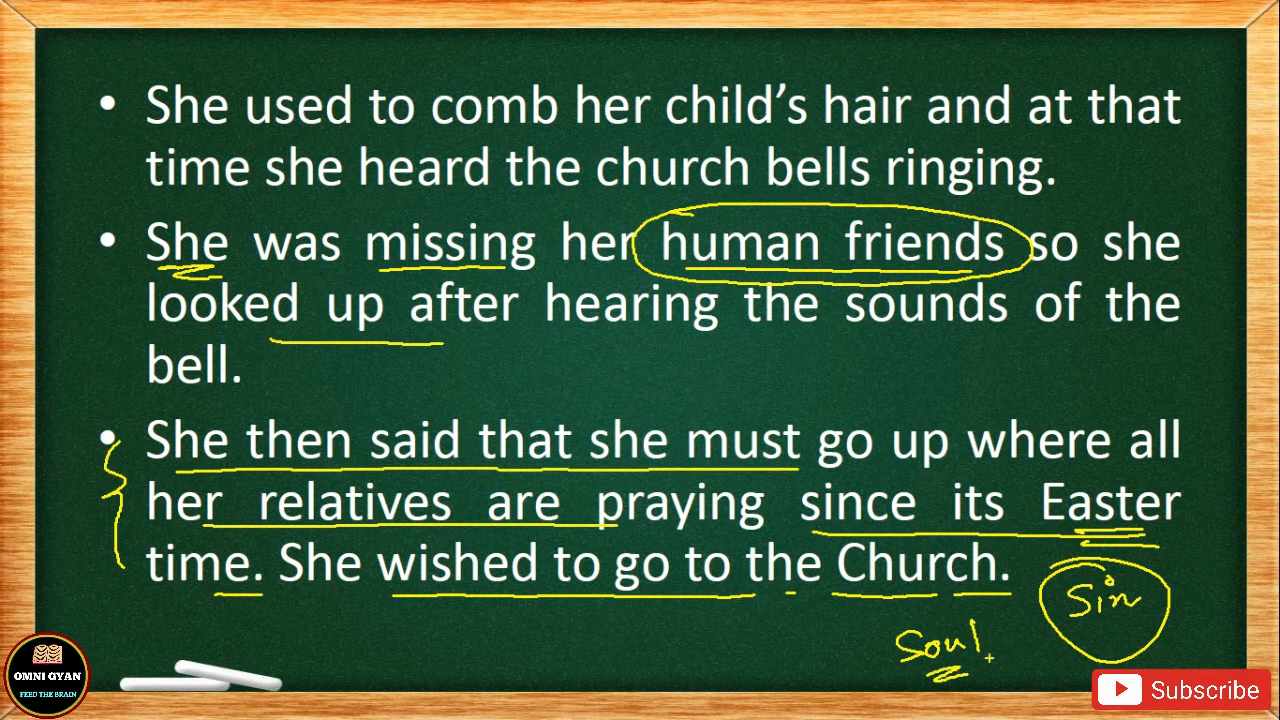 • She used to comb her child’s hair and at that
time she heard the church bells ringing.
• She was missing her human friends so she
looked up after hearing the sounds of the
bell.
• She then said that she must go up where all
her relatives are praying since its Easter
time. She wished to go to the Church.
Sin
Soul
OMNI GYAN
FEED THE BRAIN
Subscribe